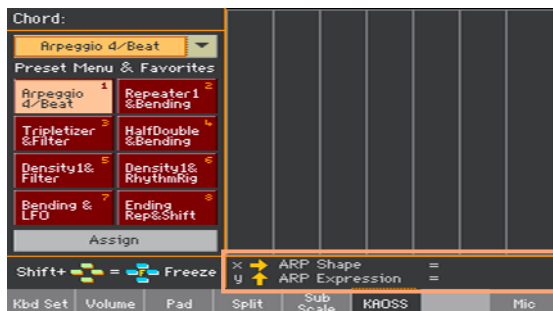 Chord:
Arpeggio 4/Beat
Preset Menu & Favorites
Arpeggio 4/Beat 1
Repeater1 &Bending 2
Tripletizer &Filter 3
HalfDouble &Bending 4
Density1& Filter 5
Density1& RhythmRig 6
Bending & LFO 7
Ending Rep&Shift 8
Assign
Shift+ = F Freeze
x ARP Shape =
y ARP Expression =
Kbd Set Volume Pad Split Sub Scale KAOSS Mic